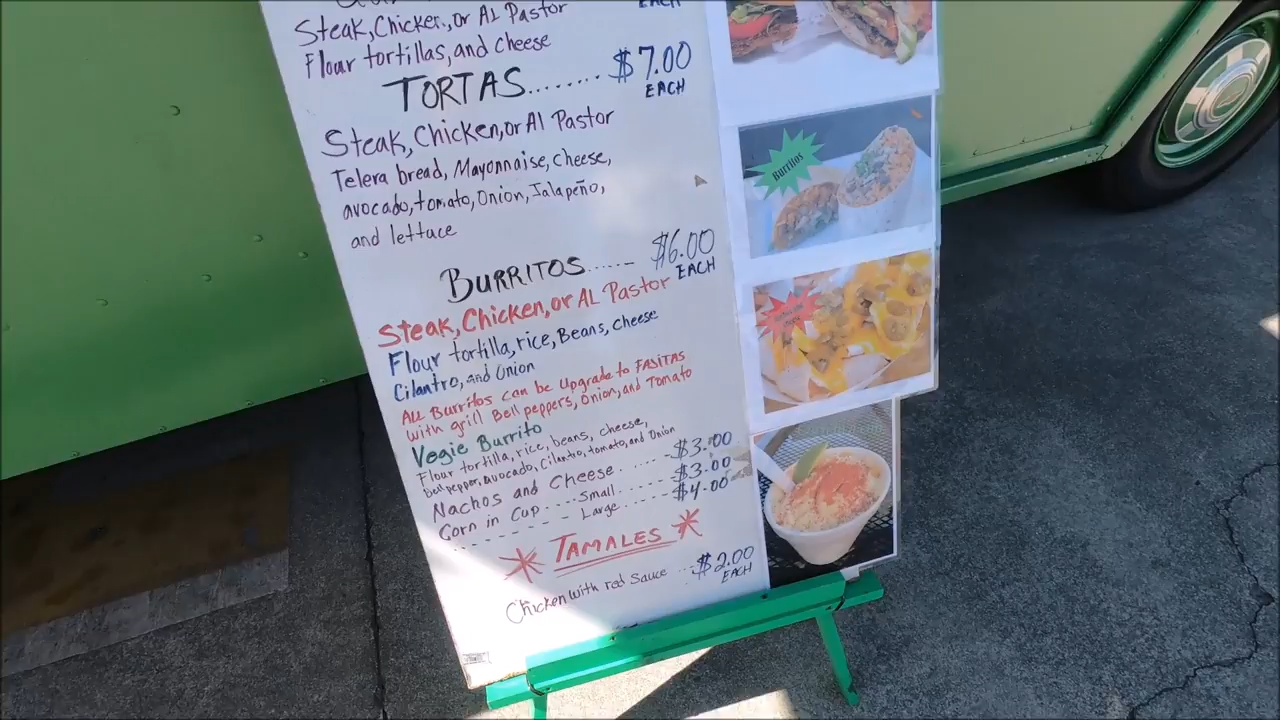 EACH
Steak, Chicken, or AL Pastor
Flour tortillas, and cheese
TORTAS....... $7.00
EACH
Steak, Chicken, or Al Pastor
Telera bread, Mayonnaise, cheese,
avocado, tomato, Onion, Jalapeño,
and lettuce
BURRITOS...... $6.00
EACH
Steak, Chicken, or AL Pastor
Flour tortilla, rice, Beans, cheese
Cilantro, and Onion
ALL Burritos can be Upgrade to FAJITAS
with grill Bell peppers, Onion, and Tomato
Vegie Burrito
Flour tortilla, rice, beans, cheese,
bell pepper, avocado, Cilantro, tomato, and Onion
Nachos and Cheese ..... $3.00
Corn in Cup --- Small ...... $3.00
------ Large ------ $4.00
* TAMALES *
Chicken with red Sauce ... $2.00
EACH
Burritos